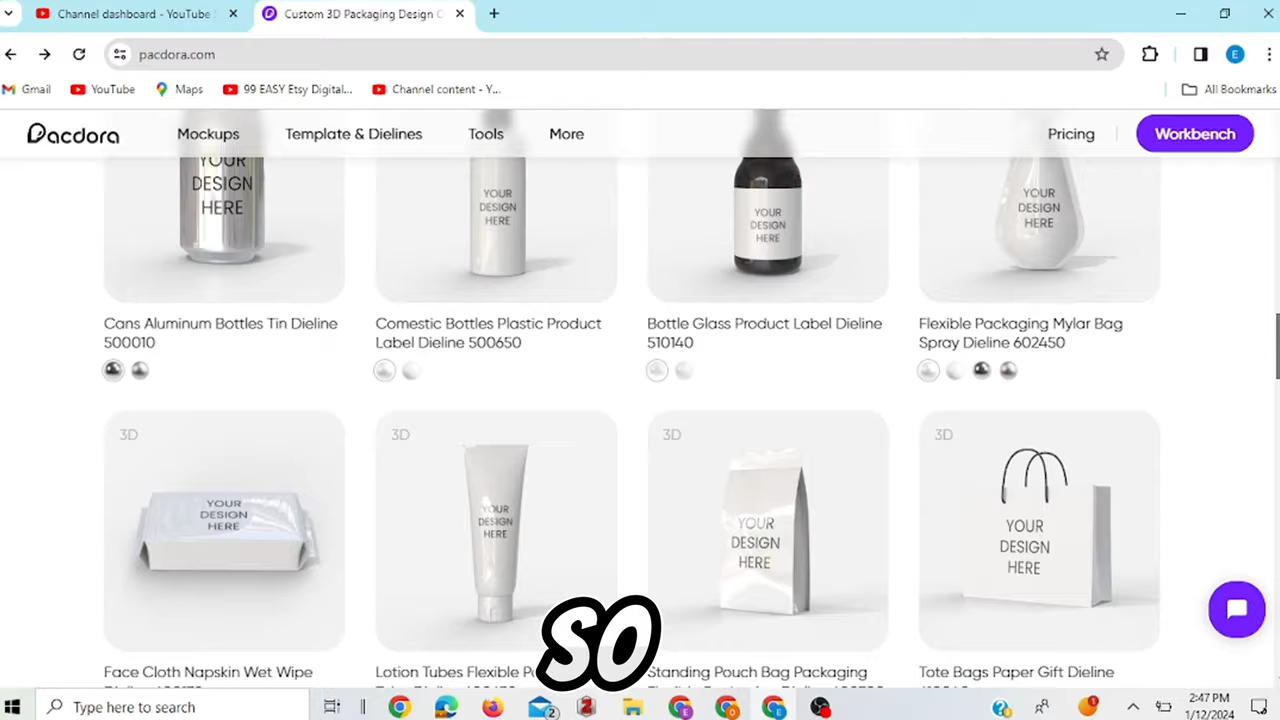 Channel dashboard - YouTube
Custom 3D Packaging Design C
pacdora.com
E
Gmail
YouTube
Maps
99 EASY Etsy Digital...
Channel content - Y...
All Bookmarks
Pacdora
Mockups
Template & Dielines
Tools
More
Pricing
Workbench
YOUR
DESIGN
HERE
YOUR
DESIGN
HERE
YOUR
DESIGN
HERE
YOUR
DESIGN
HERE
Cans Aluminum Bottles Tin Dieline
500010
Comestic Bottles Plastic Product
Label Dieline 500650
Bottle Glass Product Label Dieline
510140
Flexible Packaging Mylar Bag
Spray Dieline 602450
3D
YOUR
DESIGN
HERE
3D
YOUR
DESIGN
HERE
3D
YOUR
DESIGN
HERE
3D
YOUR
DESIGN
HERE
Face Cloth Napskin Wet Wipe
Lotion Tubes Flexible
Standing Pouch Bag Packaging
Tote Bags Paper Gift Dieline
SO
Type here to search
2
2:47 PM
1/12/2024